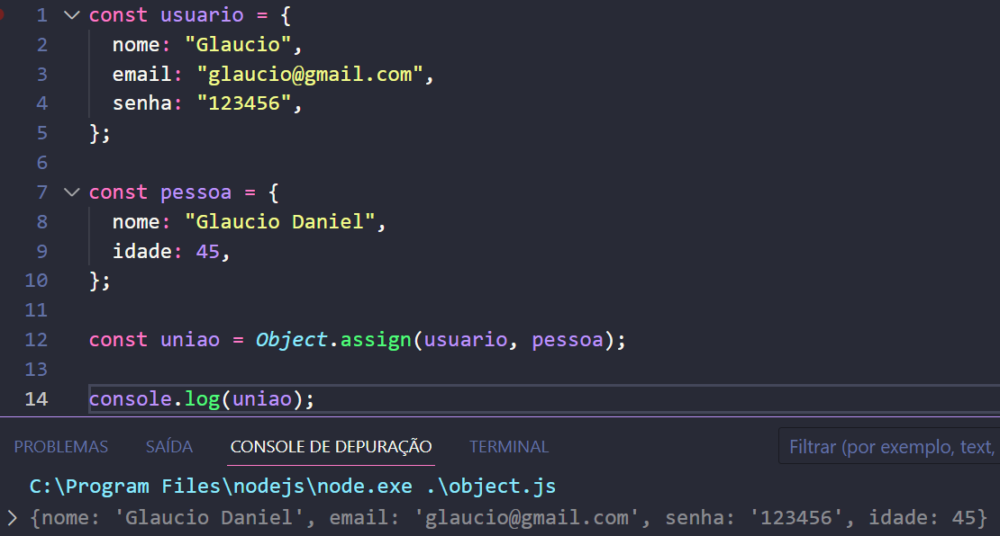 1 const usuario = {
2 nome: "Glaucio",
3 email: "glaucio@gmail.com",
4 senha: "123456",
5 };
6
7 const pessoa = {
8 nome: "Glaucio Daniel",
9 idade: 45,
10 };
11
12 const uniao = Object.assign(usuario, pessoa);
13
14 console.log(uniao);
PROBLEMAS SAÍDA CONSOLE DE DEPURAÇÃO TERMINAL Filtrar (por exemplo, text,
C:\Program Files\nodejs\node.exe .\object.js
> {nome: 'Glaucio Daniel', email: 'glaucio@gmail.com', senha: '123456', idade: 45}